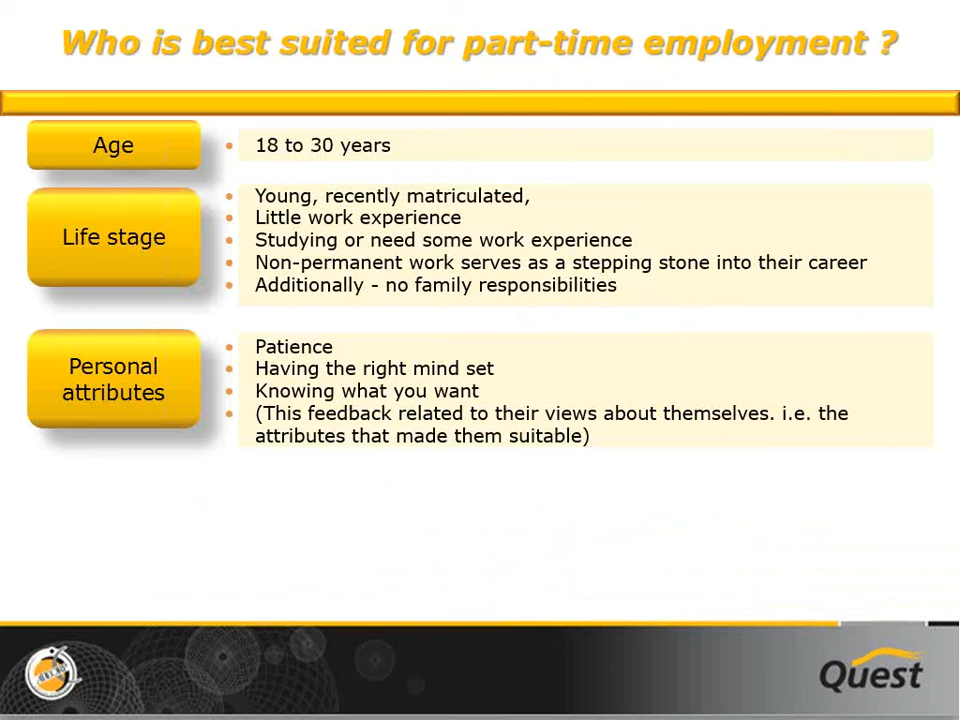 Who is best suited for part-time employment ?
Age
18 to 30 years
Life stage
Young, recently matriculated,
Little work experience
Studying or need some work experience
Non-permanent work serves as a stepping stone into their career
Additionally - no family responsibilities
Personal
attributes
Patience
Having the right mind set
Knowing what you want
(This feedback related to their views about themselves. i.e. the
attributes that made them suitable)
Quest